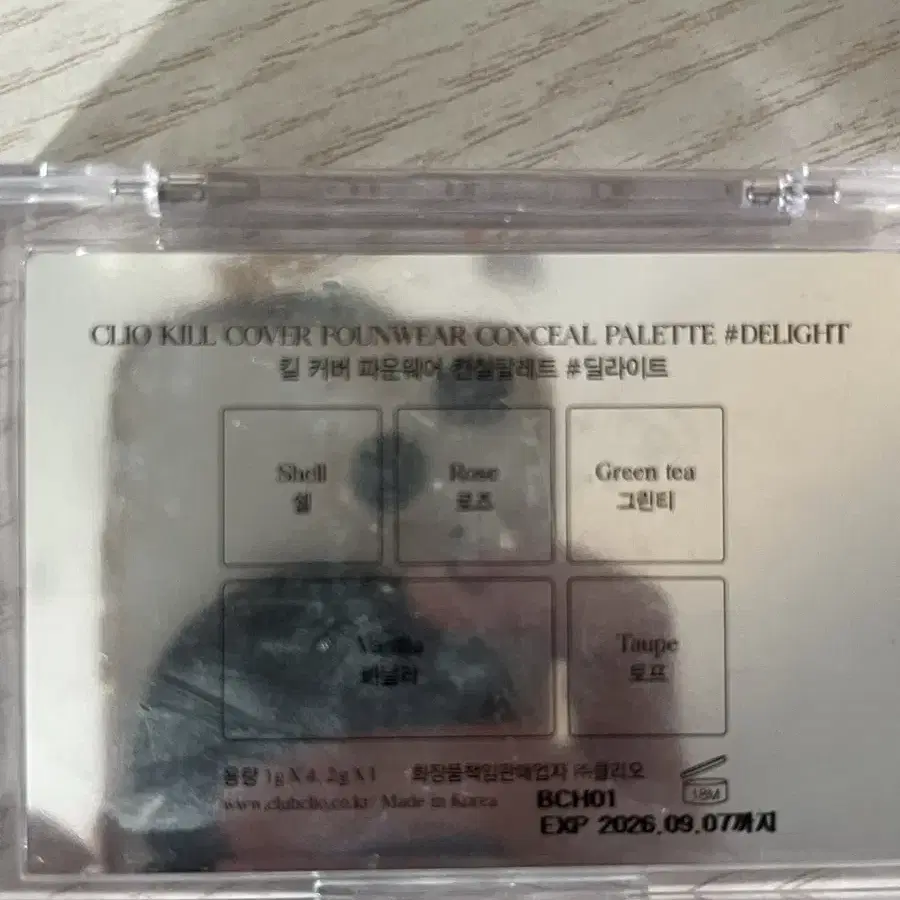 CLIO KILL COVER FOUNWEAR CONCEAL PALETTE #DELIGHT
킬 커버 파운웨어 컨실팔레트 #딜라이트
Shell
쉘
Rose
로즈
Green tea
그린티
Vanilla
바닐라
Taupe
토프
용량 1g X 4, 2g X 1 화장품책임판매업자 ㈜클리오
www.clubclio.co.kr Made in Korea
BCH01
18M
EXP 2026.09.07까지